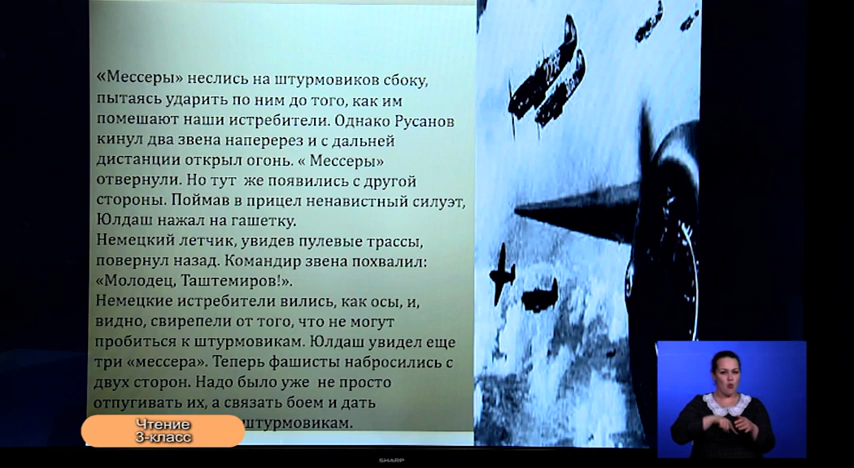 «Мессеры» неслись на штурмовиков сбоку,
пытаясь ударить по ним до того, как им
помешают наши истребители. Однако Русанов
кинул два звена наперерез и с дальней
дистанции открыл огонь. « Мессеры»
отвернули. Но тут же появились с другой
стороны. Поймав в прицел ненавистный силуэт,
Юлдаш нажал на гашетку.
Немецкий летчик, увидев пулевые трассы,
повернул назад. Командир звена похвалил:
«Молодец, Таштемиров!».
Немецкие истребители вились, как осы, и,
видно, свирепели от того, что не могут
пробиться к штурмовикам. Юлдаш увидел еще
три «мессера». Теперь фашисты набросились с
двух сторон. Надо было уже не просто
отпугивать их, а связать боем и дать
штурмовикам.
Чтение
3-класс
SHARP